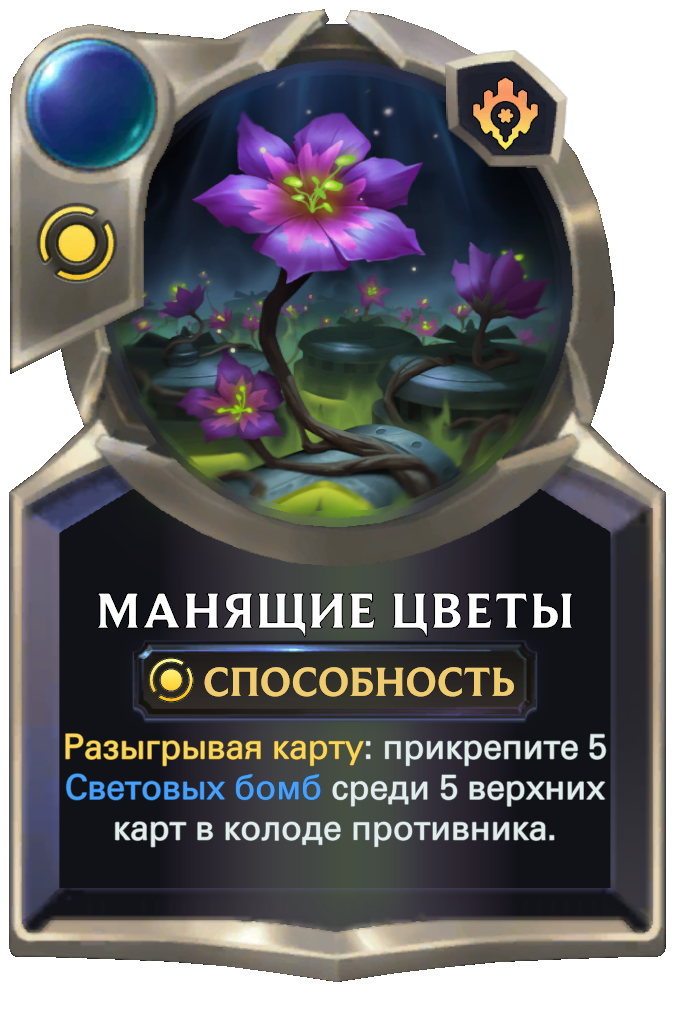 МАНЯЩИЕ ЦВЕТЫ
СПОСОБНОСТЬ
Разыгрывая карту: прикрепите 5
Световых бомб среди 5 верхних
карт в колоде противника.